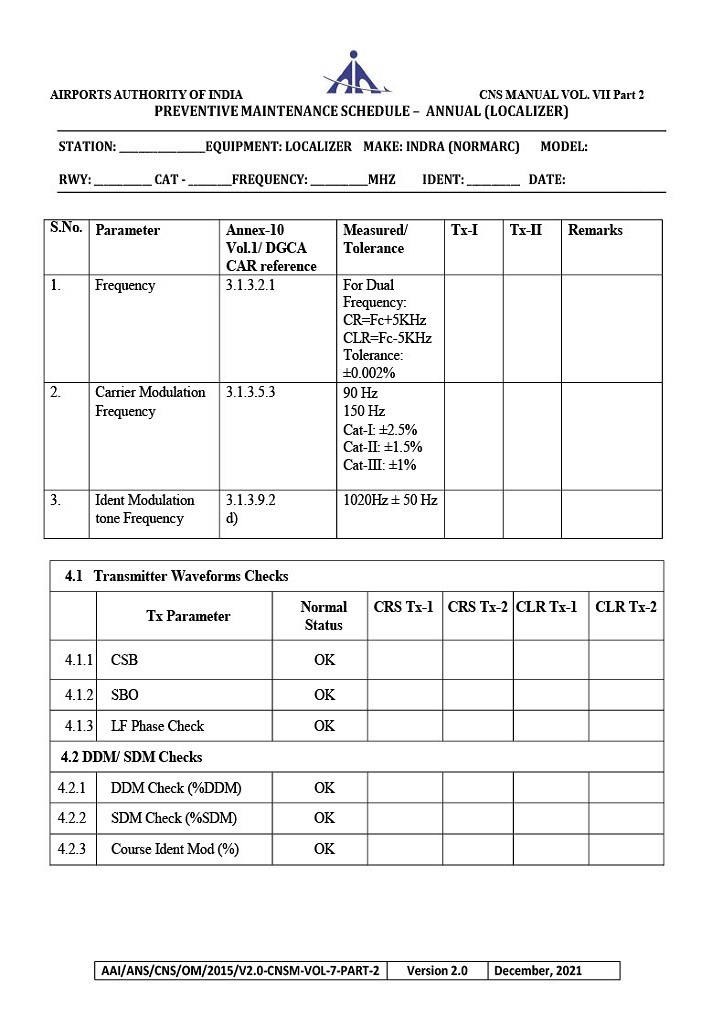 AIRPORTS AUTHORITY OF INDIA CNS MANUAL VOL. VII Part 2
PREVENTIVE MAINTENANCE SCHEDULE – ANNUAL (LOCALIZER)
STATION: ______________EQUIPMENT: LOCALIZER MAKE: INDRA (NORMARC) MODEL:
RWY: __________ CAT - _______FREQUENCY: _________MHZ IDENT: _________ DATE:
S.No. Parameter Annex-10 Measured/ Tx-I Tx-II Remarks
Vol.1/ DGCA Tolerance
CAR reference
1. Frequency 3.1.3.2.1 For Dual
Frequency:
CR=Fc+5KHz
CLR=Fc-5KHz
Tolerance:
±0.002%
2. Carrier Modulation 3.1.3.5.3 90 Hz
Frequency 150 Hz
Cat-I: ±2.5%
Cat-II: ±1.5%
Cat-III: ±1%
3. Ident Modulation 3.1.3.9.2 1020Hz ± 50 Hz
tone Frequency d)
4.1 Transmitter Waveforms Checks
Tx Parameter Normal CRS Tx-1 CRS Tx-2 CLR Tx-1 CLR Tx-2
Status
4.1.1 CSB OK
4.1.2 SBO OK
4.1.3 LF Phase Check OK
4.2 DDM/ SDM Checks
4.2.1 DDM Check (%DDM) OK
4.2.2 SDM Check (%SDM) OK
4.2.3 Course Ident Mod (%) OK
AAI/ANS/CNS/OM/2015/V2.0-CNSM-VOL-7-PART-2 Version 2.0 December, 2021